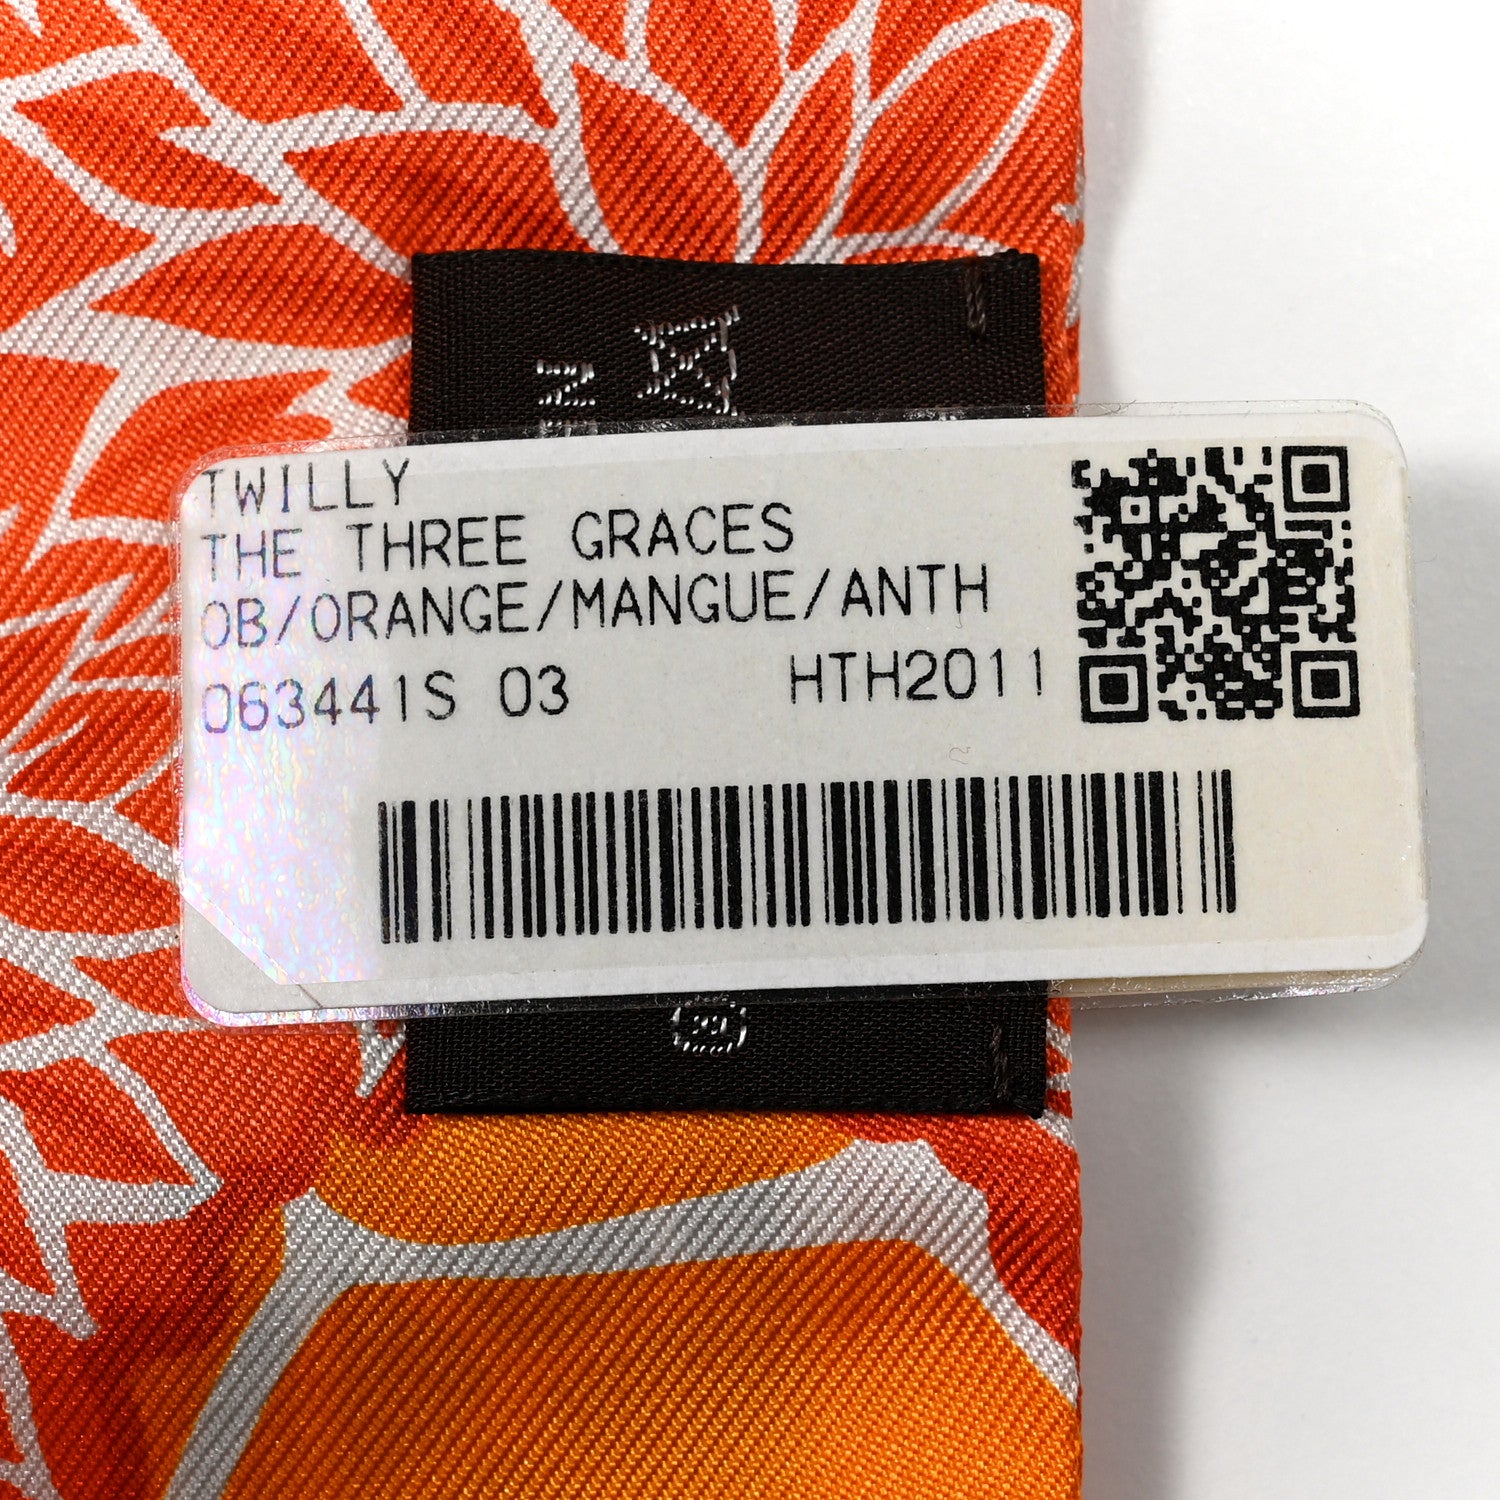 TWILLY
THE THREE GRACES
OB/ORANGE/MANGUE/ANTH
063441S 03 HTH2011